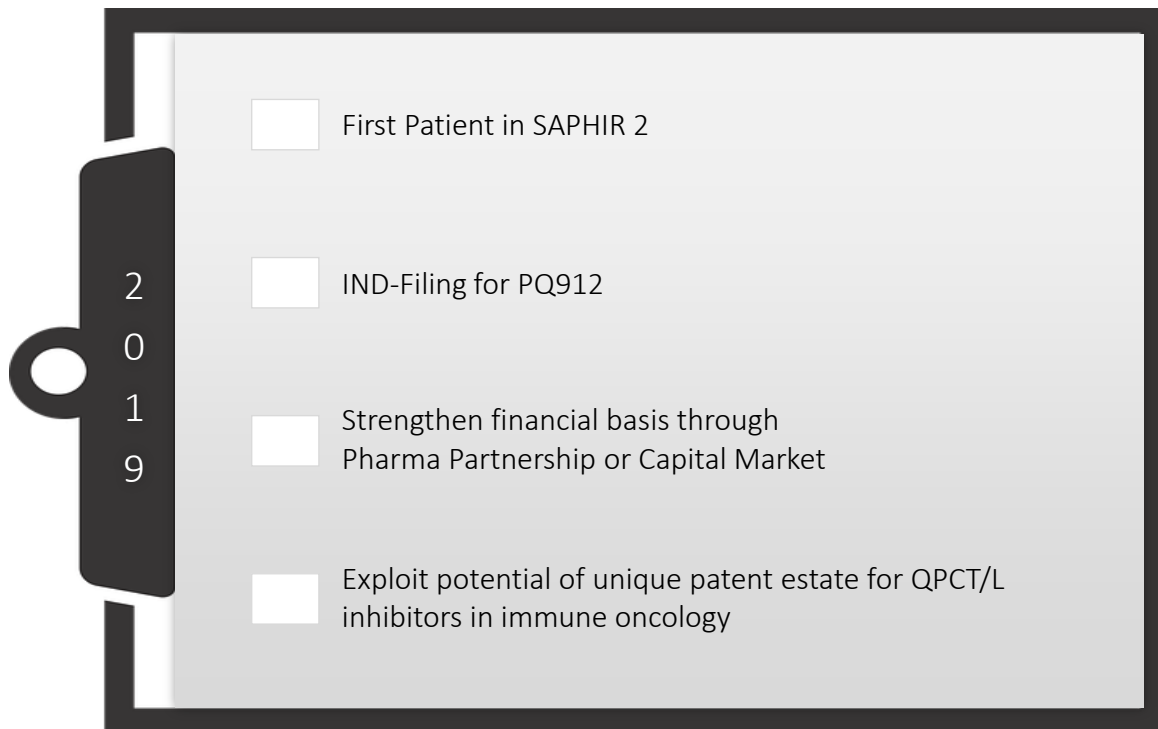 2
0
1
9
First Patient in SAPHIR 2
IND-Filing for PQ912
Strengthen financial basis through
Pharma Partnership or Capital Market
Exploit potential of unique patent estate for QPCT/L
inhibitors in immune oncology